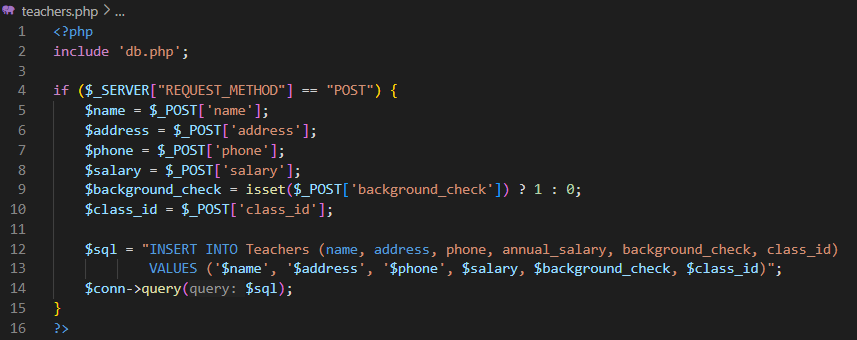 teachers.php > ...
1 <?php
2 include 'db.php';
3
4 if ($_SERVER["REQUEST_METHOD"] == "POST") {
5     $name = $_POST['name'];
6     $address = $_POST['address'];
7     $phone = $_POST['phone'];
8     $salary = $_POST['salary'];
9     $background_check = isset($_POST['background_check']) ? 1 : 0;
10     $class_id = $_POST['class_id'];
11
12     $sql = "INSERT INTO Teachers (name, address, phone, annual_salary, background_check, class_id)
13             VALUES ('$name', '$address', '$phone', $salary, $background_check, $class_id)";
14     $conn->query(query: $sql);
15 }
16 ?>